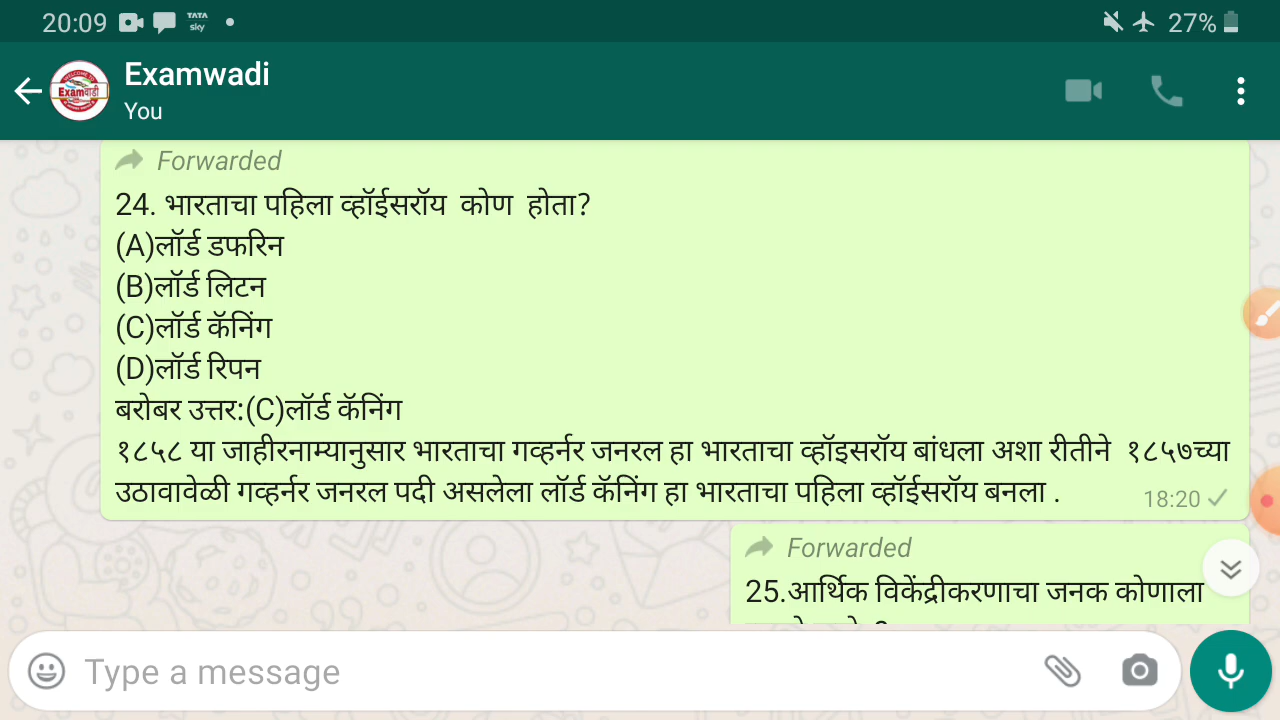 20:09 TATA sky 27%
Examwadi
You
Forwarded
24. भारताचा पहिला व्हॉईसरॉय कोण होता?
(A)लॉर्ड डफरिन
(B)लॉर्ड लिटन
(C)लॉर्ड कॅनिंग
(D)लॉर्ड रिपन
बरोबर उत्तर:(C)लॉर्ड कॅनिंग
१८५८ या जाहीरनाम्यानुसार भारताचा गव्हर्नर जनरल हा भारताचा व्हॉइसरॉय बांधला अशा रीतीने १८५७च्या
उठावावेळी गव्हर्नर जनरल पदी असलेला लॉर्ड कॅनिंग हा भारताचा पहिला व्हॉईसरॉय बनला .
18:20
Forwarded
25.आर्थिक विकेंद्रीकरणाचा जनक कोणाला
Type a message